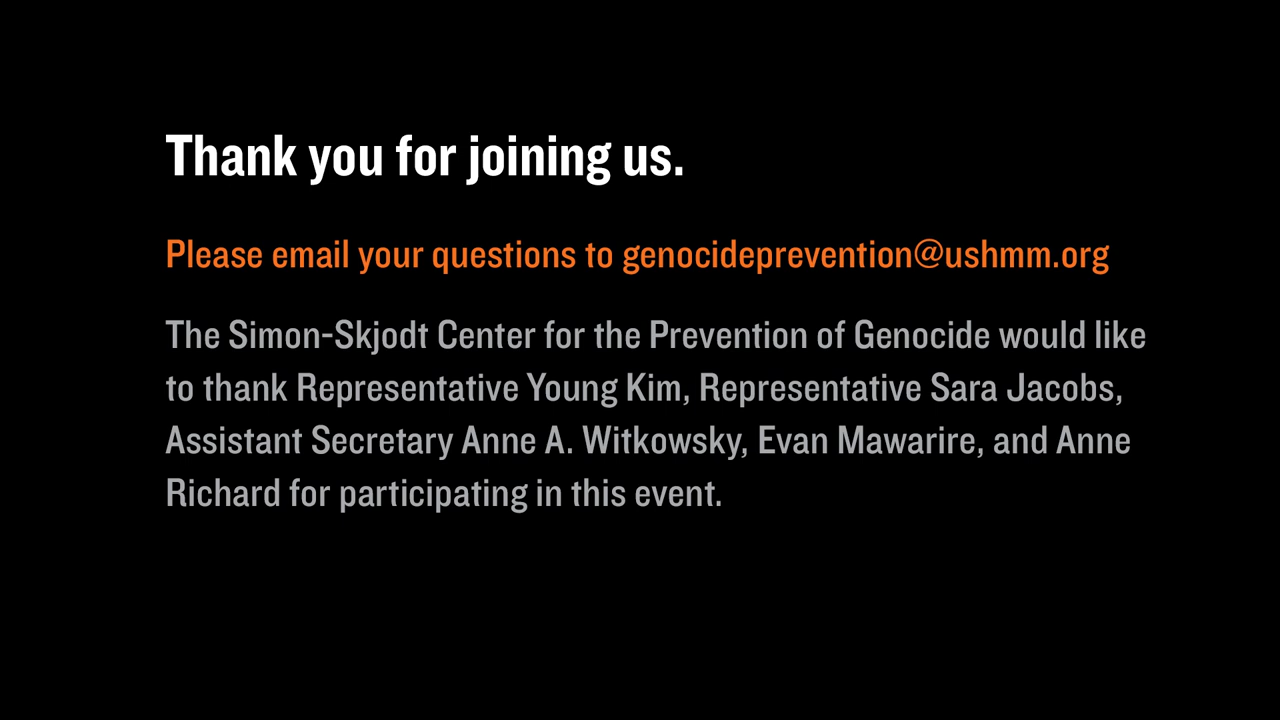 Thank you for joining us.
Please email your questions to genocideprevention@ushmm.org
The Simon-Skjodt Center for the Prevention of Genocide would like
to thank Representative Young Kim, Representative Sara Jacobs,
Assistant Secretary Anne A. Witkowsky, Evan Mawarire, and Anne
Richard for participating in this event.